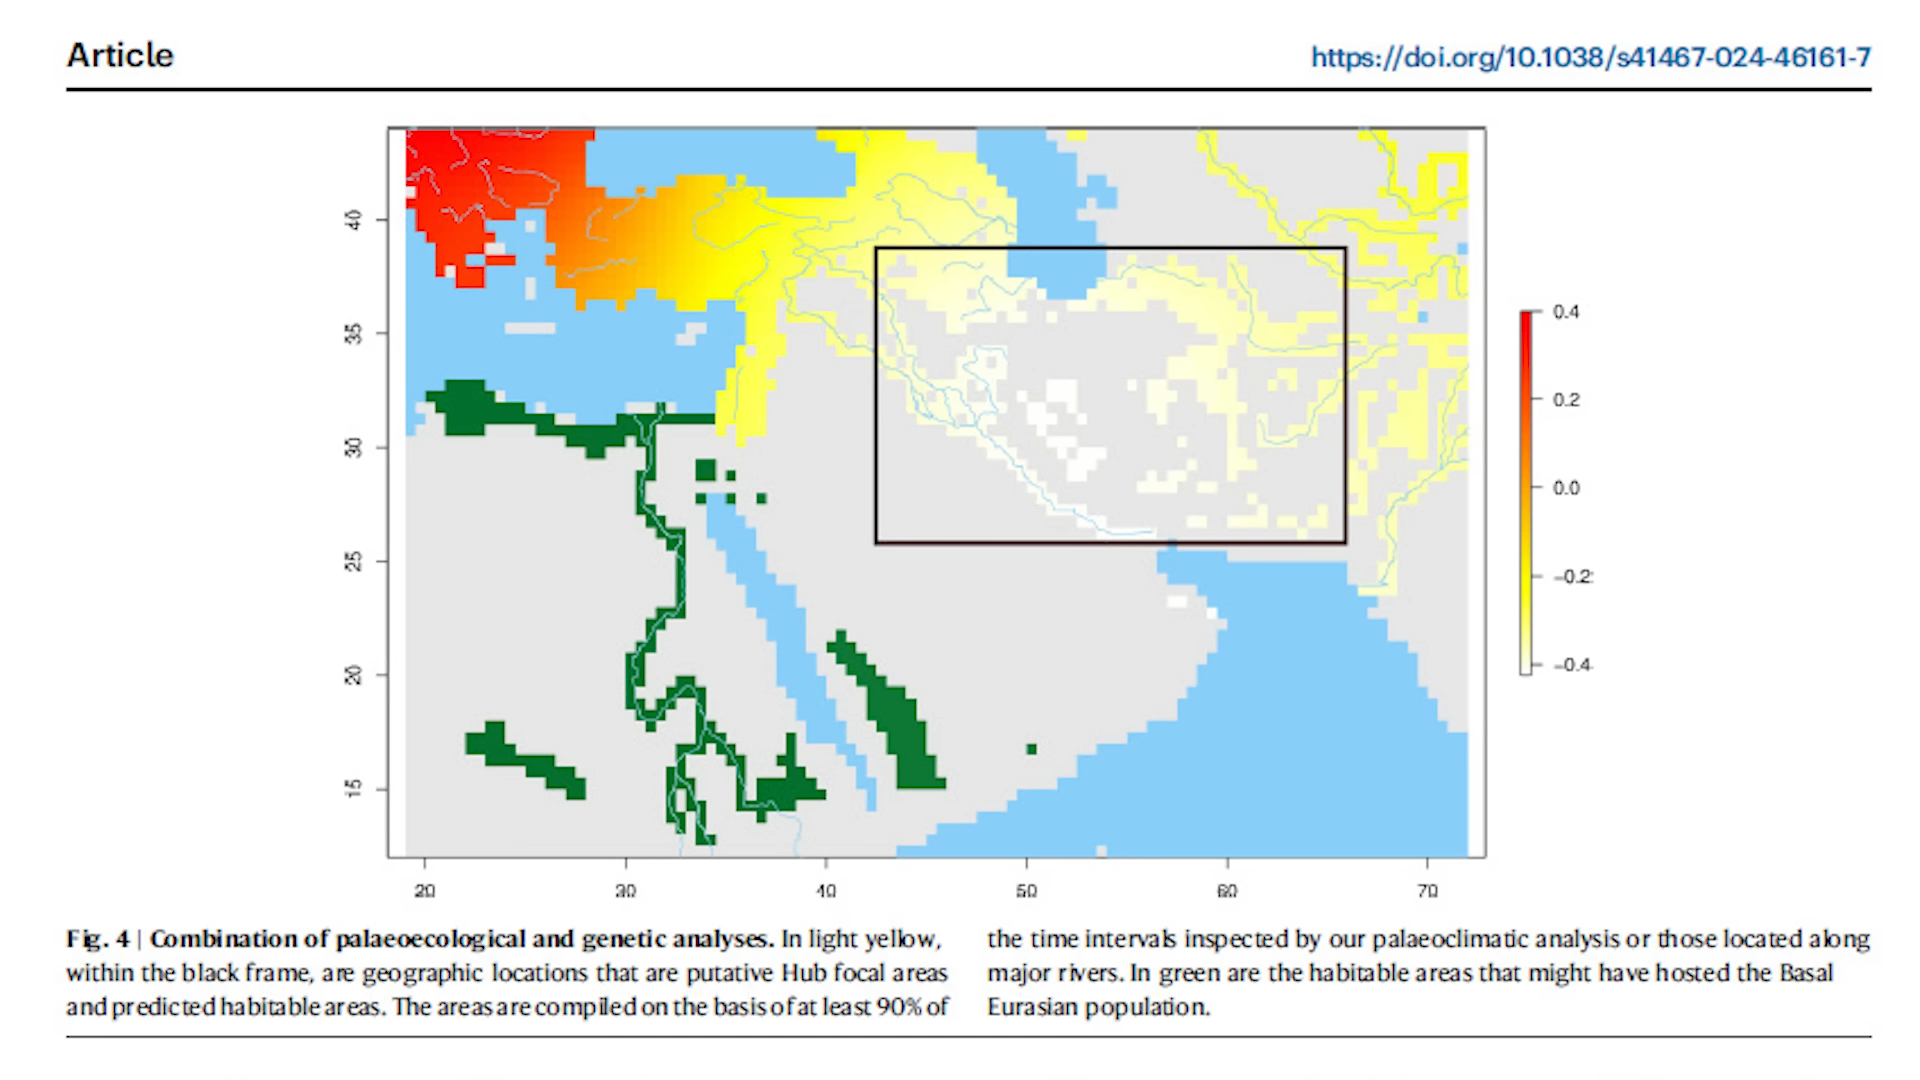 Article
https://doi.org/10.1038/s41467-024-46161-7
40
35
30
25
20
15
20 30 40 50 60 70
0.4
0.2
0.0
−0.2
−0.4
Fig. 4 | Combination of palaeoecological and genetic analyses. In light yellow,
within the black frame, are geographic locations that are putative Hub focal areas
and predicted habitable areas. The areas are compiled on the basis of at least 90% of
the time intervals inspected by our palaeoclimatic analysis or those located along
major rivers. In green are the habitable areas that might have hosted the Basal
Eurasian population.